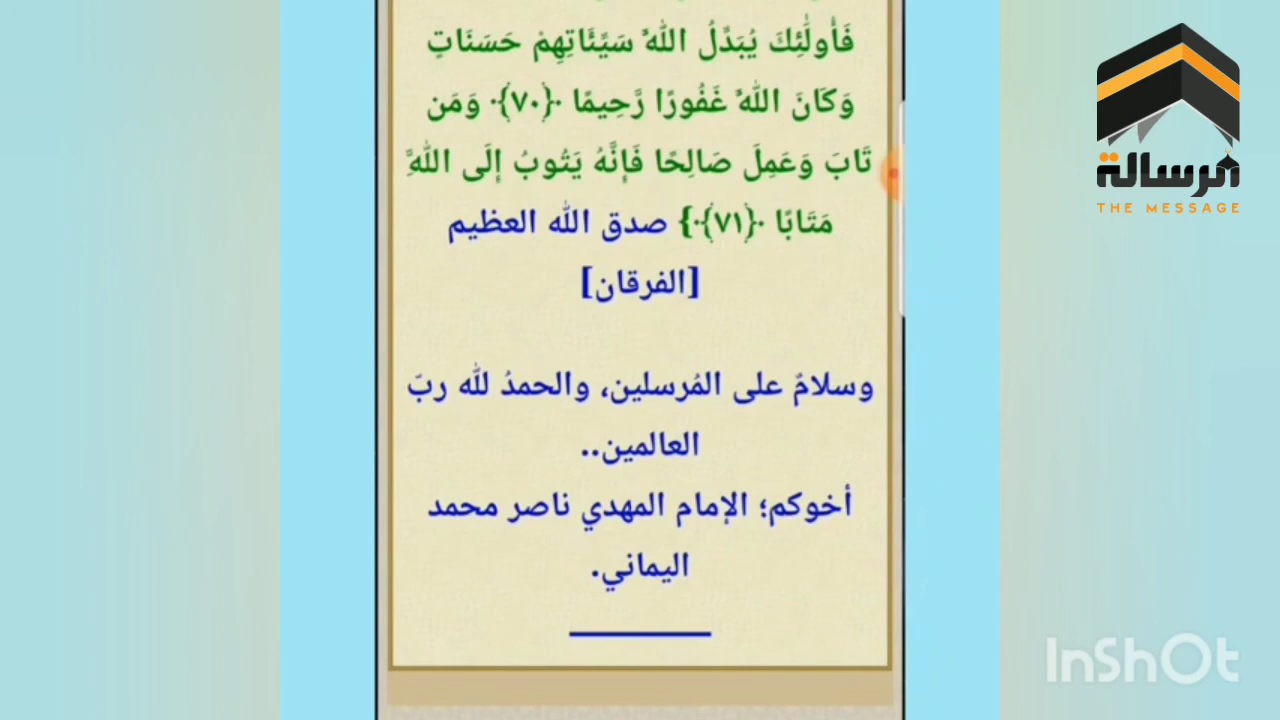 فَأُولَٰئِكَ يُبَدِّلُ اللَّهُ سَيِّئَاتِهِمْ حَسَنَاتٍ
وَكَانَ اللَّهُ غَفُورًا رَّحِيمًا ﴿٧٠﴾ وَمَن
تَابَ وَعَمِلَ صَالِحًا فَإِنَّهُ يَتُوبُ إِلَى اللَّهِ
مَتَابًا ﴿٧١﴾} صدق الله العظيم
[الفرقان]
وسلامٌ على المُرسلين، والحمدُ لله ربّ
العالمين..
أخوكم؛ الإمام المهدي ناصر محمد
اليماني.
الرسالة
THE MESSAGE
InShOt